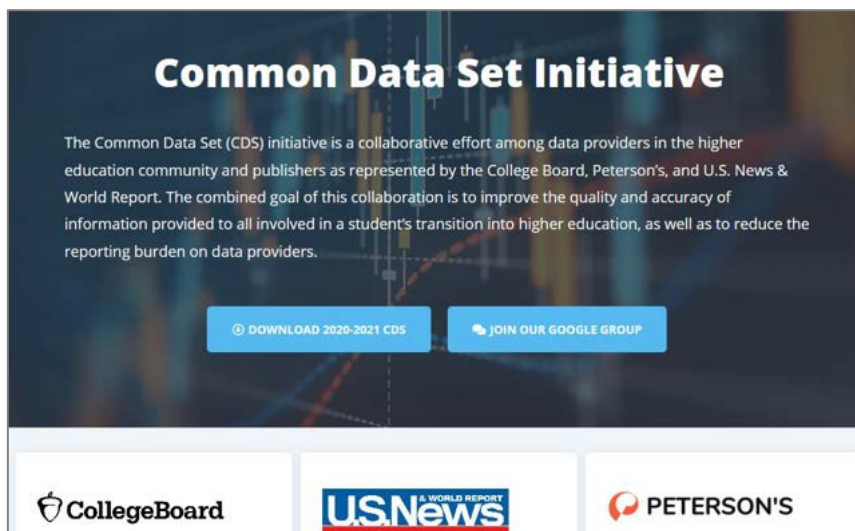 Common Data Set Initiative
The Common Data Set (CDS) initiative is a collaborative effort among data providers in the higher
education community and publishers as represented by the College Board, Peterson's, and U.S. News &
World Report. The combined goal of this collaboration is to improve the quality and accuracy of
information provided to all involved in a student's transition into higher education, as well as to reduce the
reporting burden on data providers.
DOWNLOAD 2020-2021 CDS
JOIN OUR GOOGLE GROUP
CollegeBoard
U.S.News
& WORLD REPORT
PETERSON'S